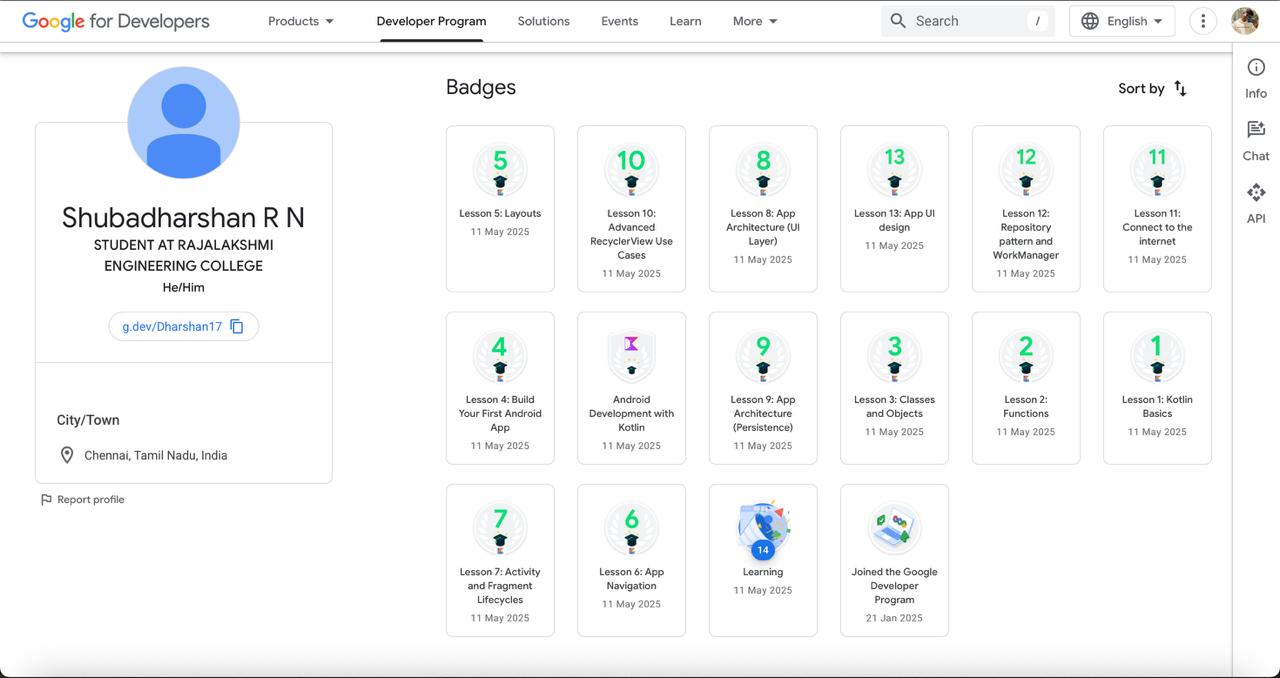 Google for Developers
Products
Developer Program
Solutions
Events
Learn
More
Search
/
English
Shubadharshan R N
STUDENT AT RAJALAKSHMI
ENGINEERING COLLEGE
He/Him
g.dev/Dharshan17
City/Town
Chennai, Tamil Nadu, India
Report profile
Badges
Sort by
5
Lesson 5: Layouts
11 May 2025
10
Lesson 10:
Advanced
RecyclerView Use
Cases
11 May 2025
8
Lesson 8: App
Architecture (UI
Layer)
11 May 2025
13
Lesson 13: App UI
design
11 May 2025
12
Lesson 12:
Repository
pattern and
WorkManager
11 May 2025
11
Lesson 11:
Connect to the
internet
11 May 2025
4
Lesson 4: Build
Your First Android
App
11 May 2025
Android
Development with
Kotlin
11 May 2025
9
Lesson 9: App
Architecture
(Persistence)
11 May 2025
3
Lesson 3: Classes
and Objects
11 May 2025
2
Lesson 2:
Functions
11 May 2025
1
Lesson 1: Kotlin
Basics
11 May 2025
7
Lesson 7: Activity
and Fragment
Lifecycles
11 May 2025
6
Lesson 6: App
Navigation
11 May 2025
14
Learning
11 May 2025
Joined the Google
Developer
Program
21 Jan 2025
Info
Chat
API